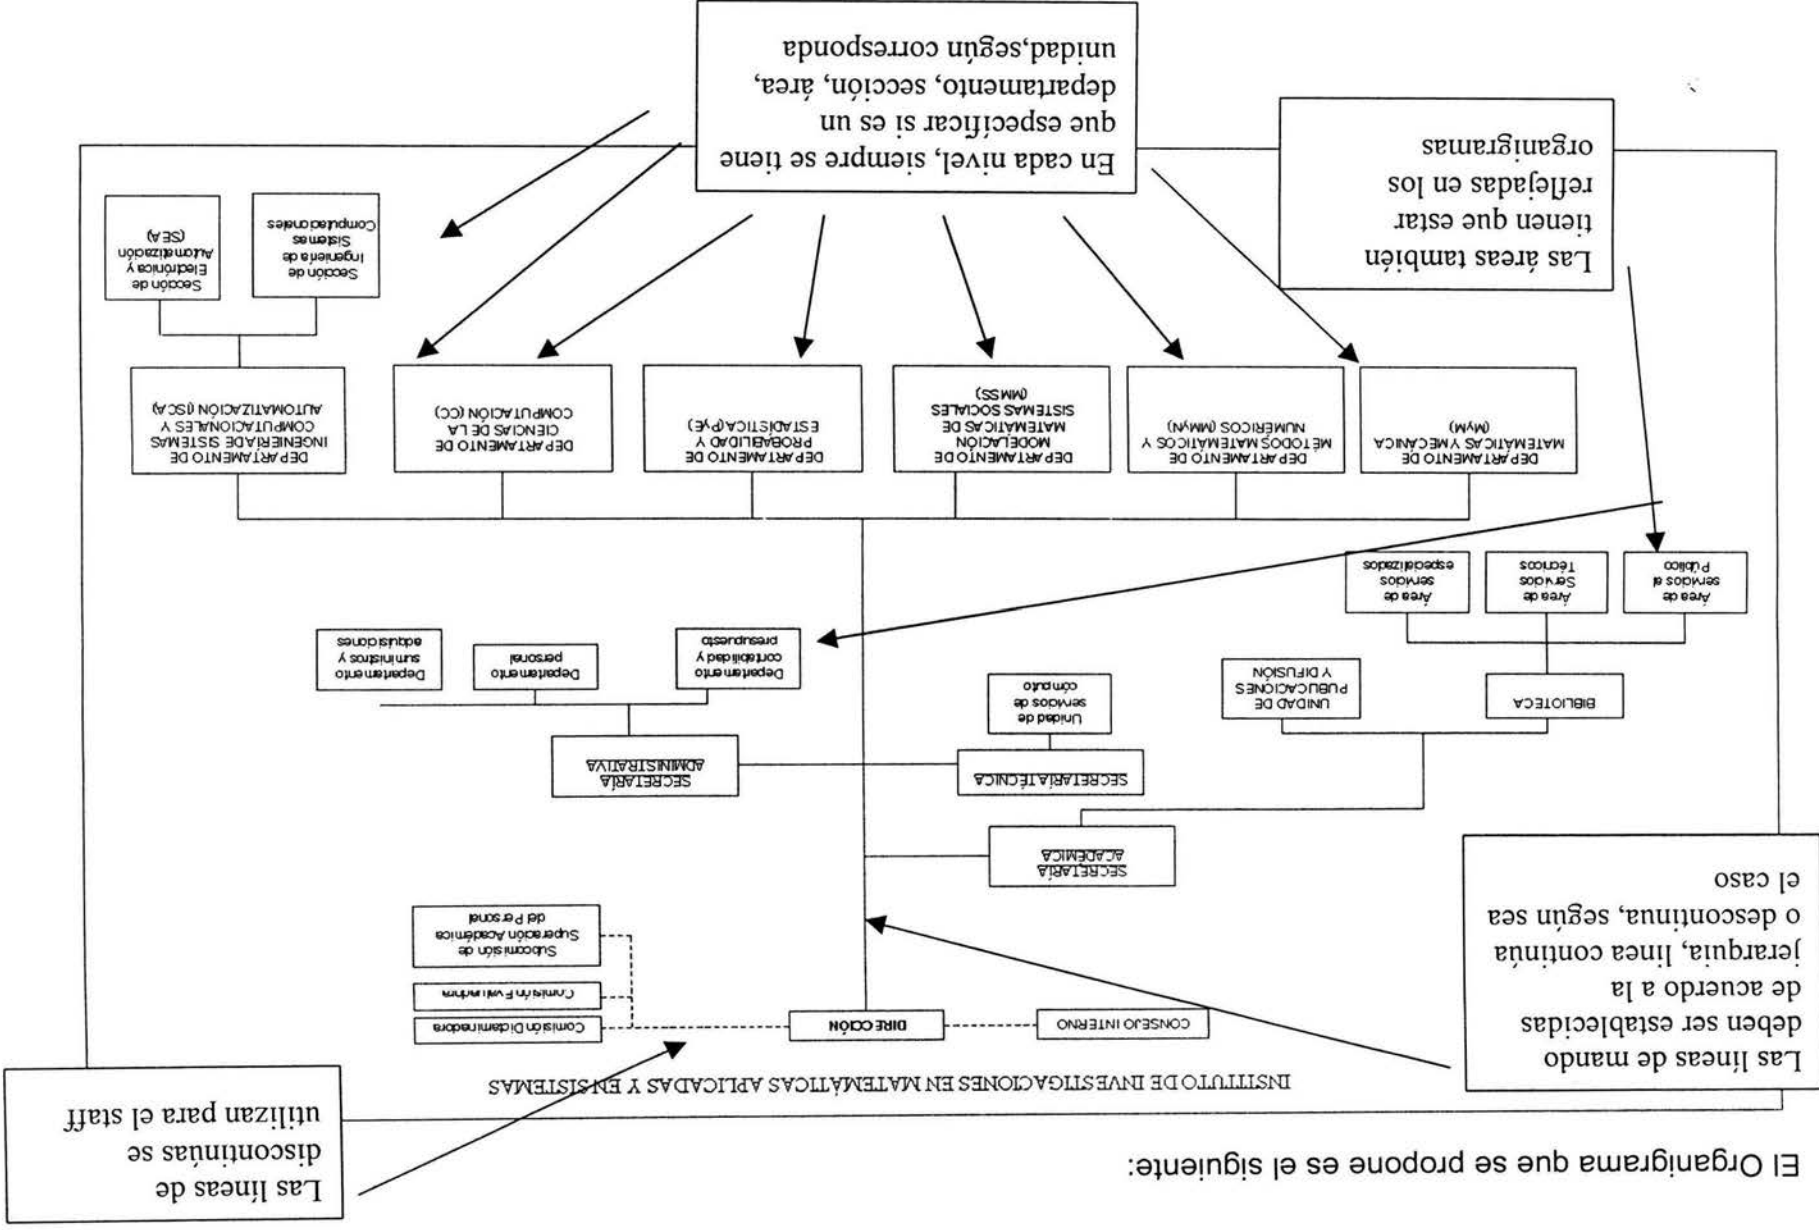 El Organigrama que se propone es el siguiente:
Las líneas de
discontinúas se
utilizan para el staff
INSTITUTO DE INVESTIGACIONES EN MATEMÁTICAS APLICADAS Y EN SISTEMAS
Las líneas de mando
deben ser establecidas
de acuerdo a la
jerarquia, linea continúa
o descontinua, según sea
el caso
CONSEJO INTERNO
DIRECCIÓN
Comisión Dictaminadora
Comisión Evaluadora
Subcomisión de
Superación Académica
del Personal
SECRETARÍA
ACADÉMICA
SECRETARÍA TÉCNICA
SECRETARÍA
ADMINISTRATIVA
BIBLIOTECA
UNIDAD DE
PUBLICACIONES
Y DIFUSIÓN
Unidad de
servicios de
cómputo
Departamento
contabilidad y
presupuesto
Departamento
personal
Departamento
suministros y
adquisiciones
Área de
servicios al
Público
Área de
Servicios
Técnicos
Área de
servicios
especializados
DEPARTAMENTO DE
MATEMÁTICAS Y MECÁNICA
(MyM)
DEPARTAMENTO DE
MÉTODOS MATEMÁTICOS Y
NUMÉRICOS (MMyN)
DEPARTAMENTO DE
MODELACIÓN
MATEMÁTICAS DE
SISTEMAS SOCIALES
(MMSS)
DEPARTAMENTO DE
PROBABILIDAD Y
ESTADÍSTICA (PyE)
DEPARTAMENTO DE
CIENCIAS DE LA
COMPUTACIÓN (CC)
DEPARTAMENTO DE
INGENIERIA DE SISTEMAS
COMPUTACIONALES Y
AUTOMATIZACIÓN (ISCA)
Sección de
Ingeniería de
Sistemas
Computacionales
Sección de
Electrónica y
Automatización
(SEA)
Las áreas también
tienen que estar
reflejadas en los
organigramas
En cada nivel, siempre se tiene
que específicar si es un
departamento, sección, área,
unidad,según corresponda